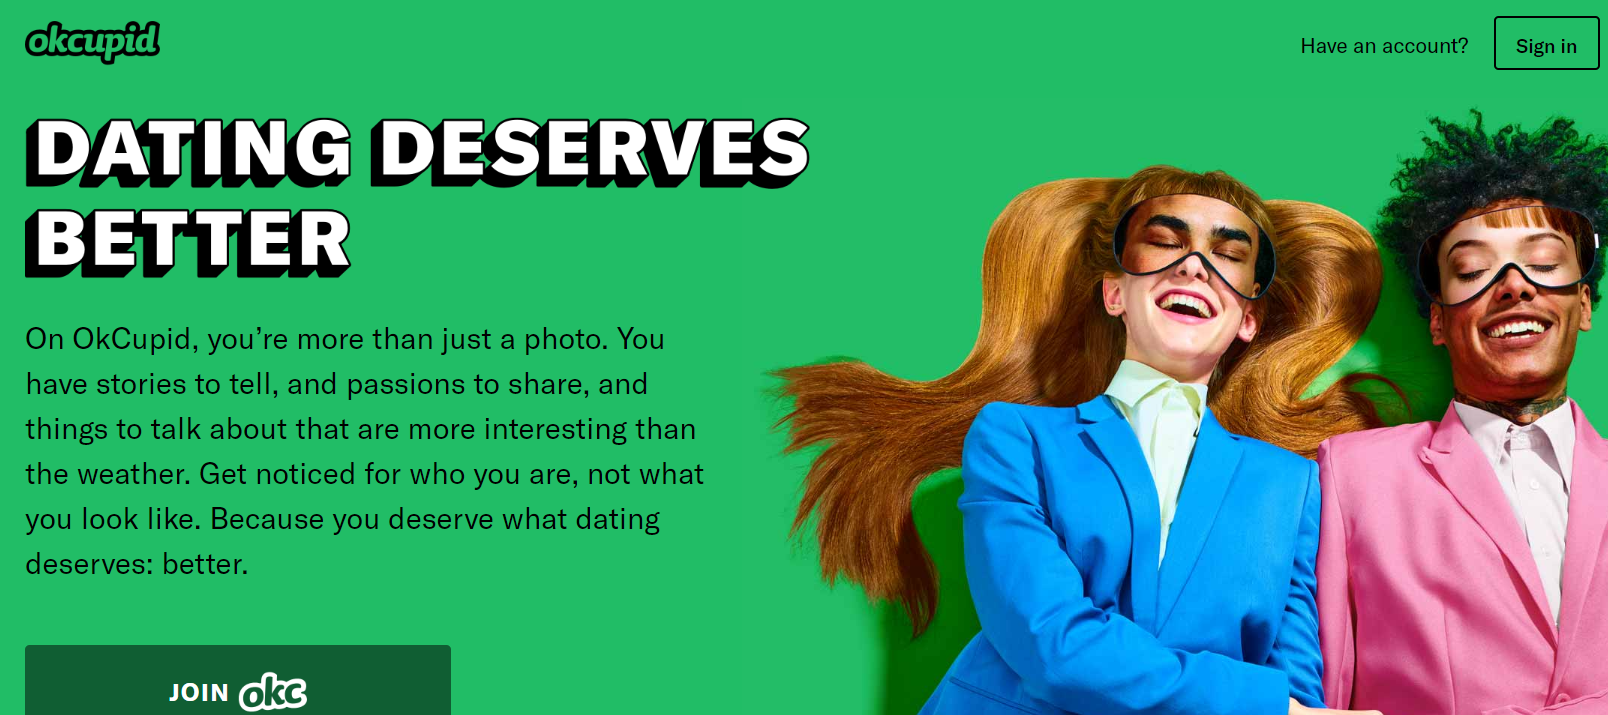 okcupid
Have an account?
Sign in
DATING DESERVES
BETTER
On OkCupid, you’re more than just a photo. You
have stories to tell, and passions to share, and
things to talk about that are more interesting than
the weather. Get noticed for who you are, not what
you look like. Because you deserve what dating
deserves: better.
JOIN okc